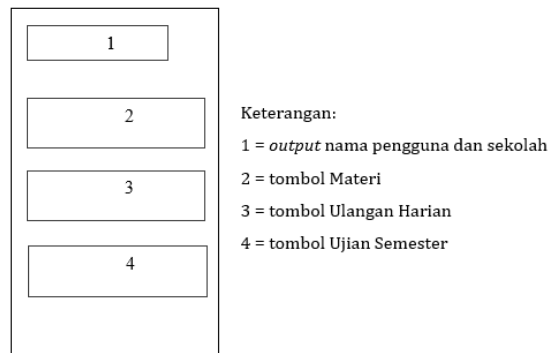 1
2
3
4
Keterangan:
1 = output nama pengguna dan sekolah
2 = tombol Materi
3 = tombol Ulangan Harian
4 = tombol Ujian Semester